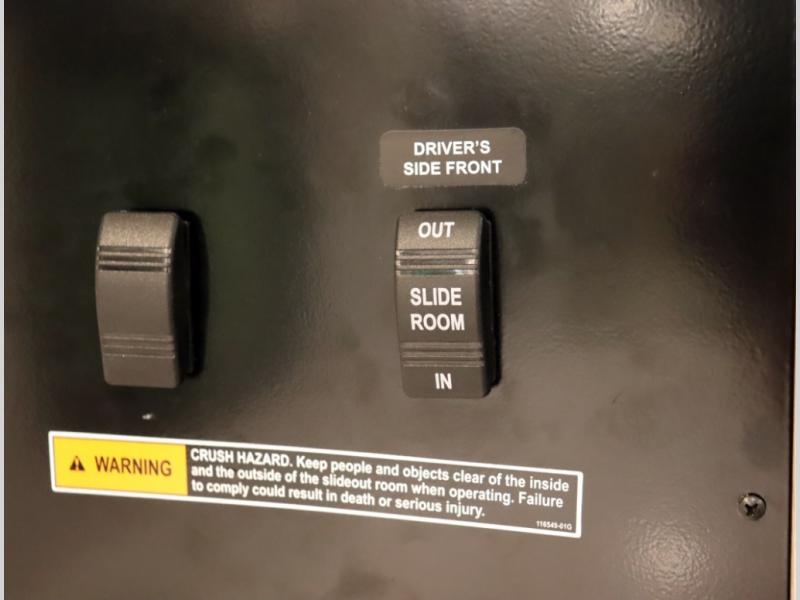 DRIVER'S
SIDE FRONT
OUT
SLIDE
ROOM
IN
WARNING
CRUSH HAZARD. Keep people and objects clear of the inside
and the outside of the slideout room when operating. Failure
to comply could result in death or serious injury.
116545-01G